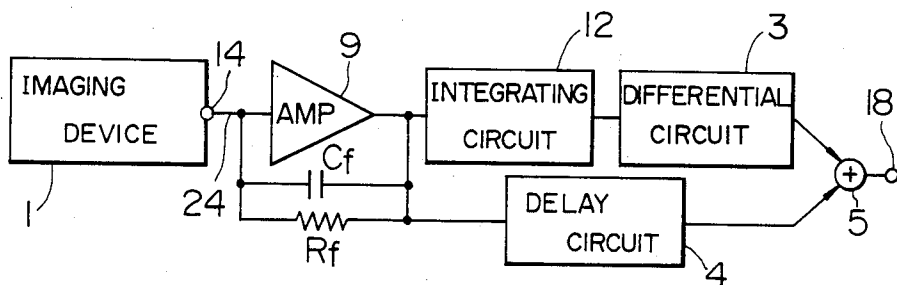 14
9
12
3
18
IMAGING
DEVICE
AMP
INTEGRATING
CIRCUIT
DIFFERENTIAL
CIRCUIT
+
5
1
24
Cf
Rf
DELAY
CIRCUIT
4